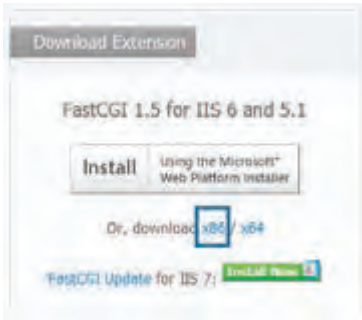 Download Extension
FastCGI 1.5 for IIS 6 and 5.1
Install
Using the Microsoft®
Web Platform Installer
Or, download x86 / x64
FastCGI Update for IIS 7: Install Now